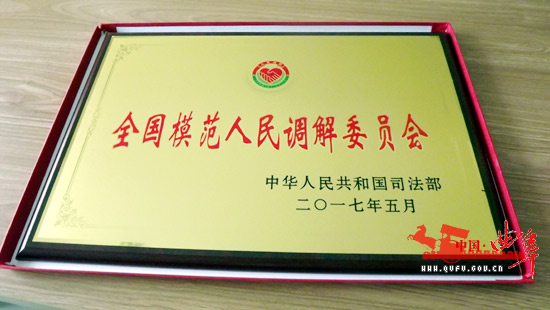 全国模范人民调解委员会
中华人民共和国司法部
二〇一七年五月
中国·曲阜
www.QUFU.GOV.CN